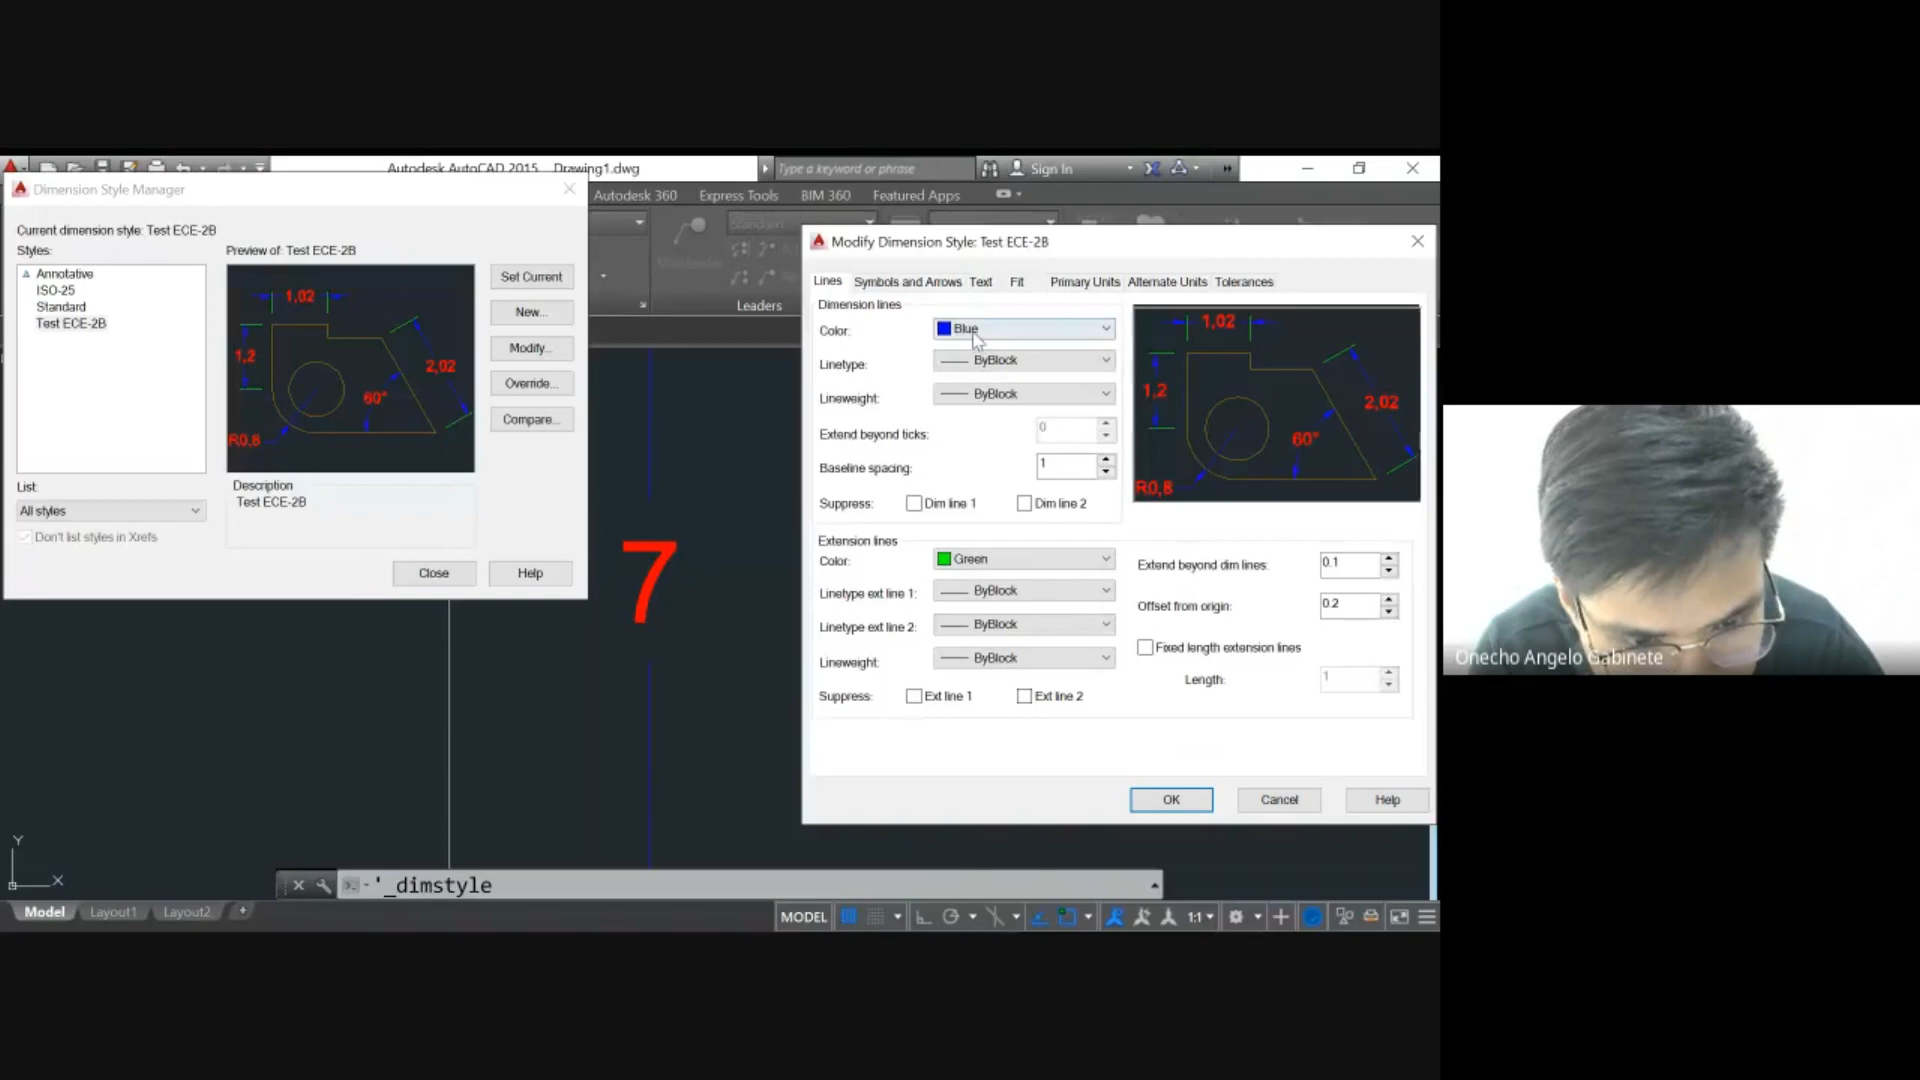 Autodesk AutoCAD 2015 Drawing1.dwg
Type a keyword or phrase
Sign In
Dimension Style Manager
Autodesk 360 Express Tools BIM 360 Featured Apps
Standard
Multileader
Leaders
Current dimension style: Test ECE-2B
Styles:
Annotative
ISO-25
Standard
Test ECE-2B
Preview of: Test ECE-2B
1,02
1,2
2,02
60°
R0,8
Set Current
New...
Modify...
Override...
Compare...
List:
All styles
Don't list styles in Xrefs
Description
Test ECE-2B
Close
Help
7
Modify Dimension Style: Test ECE-2B
Lines Symbols and Arrows Text Fit Primary Units Alternate Units Tolerances
Dimension lines
Color: Blue
Linetype: ByBlock
Lineweight: ByBlock
Extend beyond ticks: 0
Baseline spacing: 1
Suppress: Dim line 1 Dim line 2
1,02
1,2
2,02
60°
R0,8
Extension lines
Color: Green
Linetype ext line 1: ByBlock
Linetype ext line 2: ByBlock
Lineweight: ByBlock
Suppress: Ext line 1 Ext line 2
Extend beyond dim lines: 0.1
Offset from origin: 0.2
Fixed length extension lines
Length: 1
OK
Cancel
Help
Y
X
'_dimstyle
Model Layout1 Layout2 +
MODEL
1:1
Onecho Angelo Gabinete